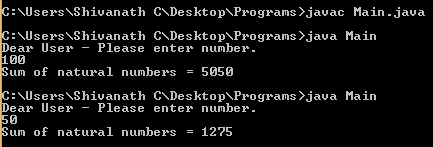 C:\Users\Shivanath C\Desktop\Programs>javac Main.java
C:\Users\Shivanath C\Desktop\Programs>java Main
Dear User - Please enter number.
100
Sum of natural numbers = 5050
C:\Users\Shivanath C\Desktop\Programs>java Main
Dear User - Please enter number.
50
Sum of natural numbers = 1275